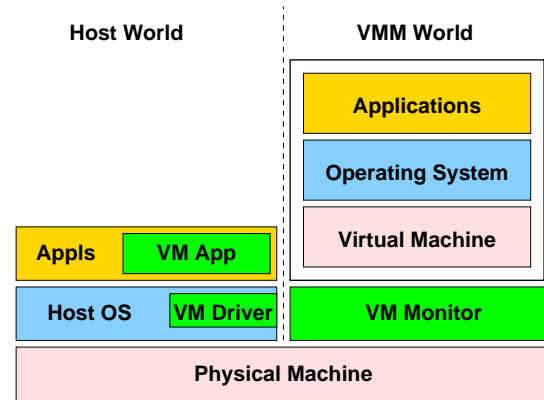 Host World
VMM World
Applications
Operating System
Virtual Machine
Appls
VM App
Host OS
VM Driver
VM Monitor
Physical Machine